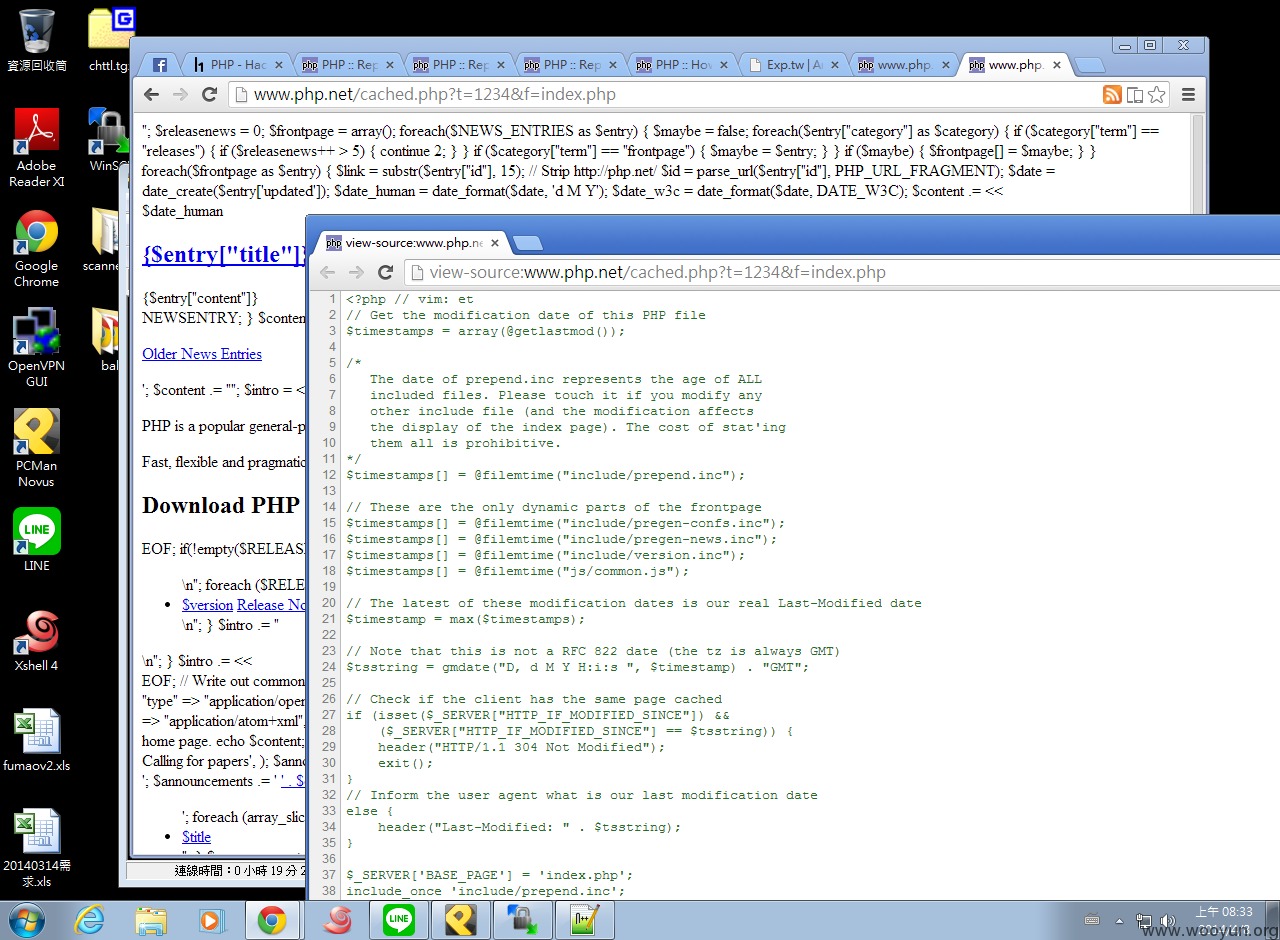 資源回收筒
chttl.tg
Adobe
Reader XI
WinSC
Google
Chrome
scanne
OpenVPN
GUI
bal
PCMan
Novus
LINE
LINE
Xshell 4
fumaov2.xls
20140314需
求.xls
PHP - Hac
PHP :: Rep
PHP :: Rep
PHP :: Rep
PHP :: Hov
Exp.tw | Ar
www.php.
www.php.
www.php.net/cached.php?t=1234&f=index.php
"; $releasenews = 0; $frontpage = array(); foreach($NEWS_ENTRIES as $entry) { $maybe = false; foreach($entry["category"] as $category) { if ($category["term"] ==
"releases") { if ($releasenews++ > 5) { continue 2; } } if ($category["term"] == "frontpage") { $maybe = $entry; } } if ($maybe) { $frontpage[] = $maybe; } }
foreach($frontpage as $entry) { $link = substr($entry["id"], 15); // Strip http://php.net/ $id = parse_url($entry["id"], PHP_URL_FRAGMENT); $date =
date_create($entry['updated']); $date_human = date_format($date, 'd M Y'); $date_w3c = date_format($date, DATE_W3C); $content .= <<
$date_human
{$entry["title"]}
{$entry["content"]}
NEWSENTRY; } $conten
Older News Entries
'; $content .= ""; $intro = <
PHP is a popular general-p
Fast, flexible and pragmatic
Download PHP
EOF; if(!empty($RELEAS
\n"; foreach ($RELE
$version Release No
\n"; } $intro .= "
\n"; } $intro .= <<
EOF; // Write out common
"type" => "application/oper
=> "application/atom+xml",
home page. echo $content;
Calling for papers', ); $ann
'; $announcements .= ' ' . $
'; foreach (array_slic
$title
連線時間：0 小時 19 分 2
view-source:www.php.ne
view-source:www.php.net/cached.php?t=1234&f=index.php
1 <?php // vim: et
2 // Get the modification date of this PHP file
3 $timestamps = array(@getlastmod());
4
5 /*
6 The date of prepend.inc represents the age of ALL
7 included files. Please touch it if you modify any
8 other include file (and the modification affects
9 the display of the index page). The cost of stat'ing
10 them all is prohibitive.
11 */
12 $timestamps[] = @filemtime("include/prepend.inc");
13
14 // These are the only dynamic parts of the frontpage
15 $timestamps[] = @filemtime("include/pregen-confs.inc");
16 $timestamps[] = @filemtime("include/pregen-news.inc");
17 $timestamps[] = @filemtime("include/version.inc");
18 $timestamps[] = @filemtime("js/common.js");
19
20 // The latest of these modification dates is our real Last-Modified date
21 $timestamp = max($timestamps);
22
23 // Note that this is not a RFC 822 date (the tz is always GMT)
24 $tsstring = gmdate("D, d M Y H:i:s ", $timestamp) . "GMT";
25
26 // Check if the client has the same page cached
27 if (isset($_SERVER["HTTP_IF_MODIFIED_SINCE"]) &&
28 ($_SERVER["HTTP_IF_MODIFIED_SINCE"] == $tsstring)) {
29 header("HTTP/1.1 304 Not Modified");
30 exit();
31 }
32 // Inform the user agent what is our last modification date
33 else {
34 header("Last-Modified: " . $tsstring);
35 }
36
37 $_SERVER['BASE_PAGE'] = 'index.php';
38 include_once 'include/prepend.inc';
LINE
上午 08:33
www.wooyun.org